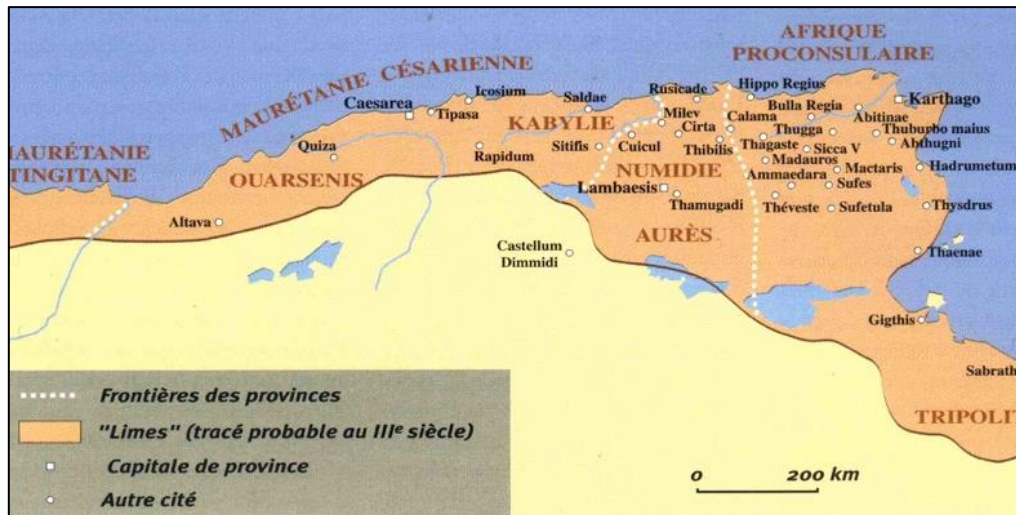 AFRIQUE
PROCONSULAIRE
MAURÉTANIE CÉSARIENNE
Icosium
Caesarea
Tipasa
Saldae
Rusicade
Hippo Regius
Bulla Regia
Karthago
KABYLIE
Milev
Calama
Abitinae
MAURÉTANIE
TINGITANE
Quiza
Rapidum
Sitifis
Cuicul
Cirta
Thibilis
Thugga
Thagaste
Sicca V
Thuburbo maius
Abthugni
OUARSENIS
NUMIDIE
Madauros
Ammaedara
Mactaris
Hadrumetum
Lambaesis
Thamugadi
Sufes
Altava
Théveste
Sufetula
Thysdrus
AURÈS
Castellum
Dimmidi
Thaenae
Gigthis
Sabrath
TRIPOLIT
Frontières des provinces
"Limes" (tracé probable au IIIe siècle)
Capitale de province
Autre cité
0 200 km